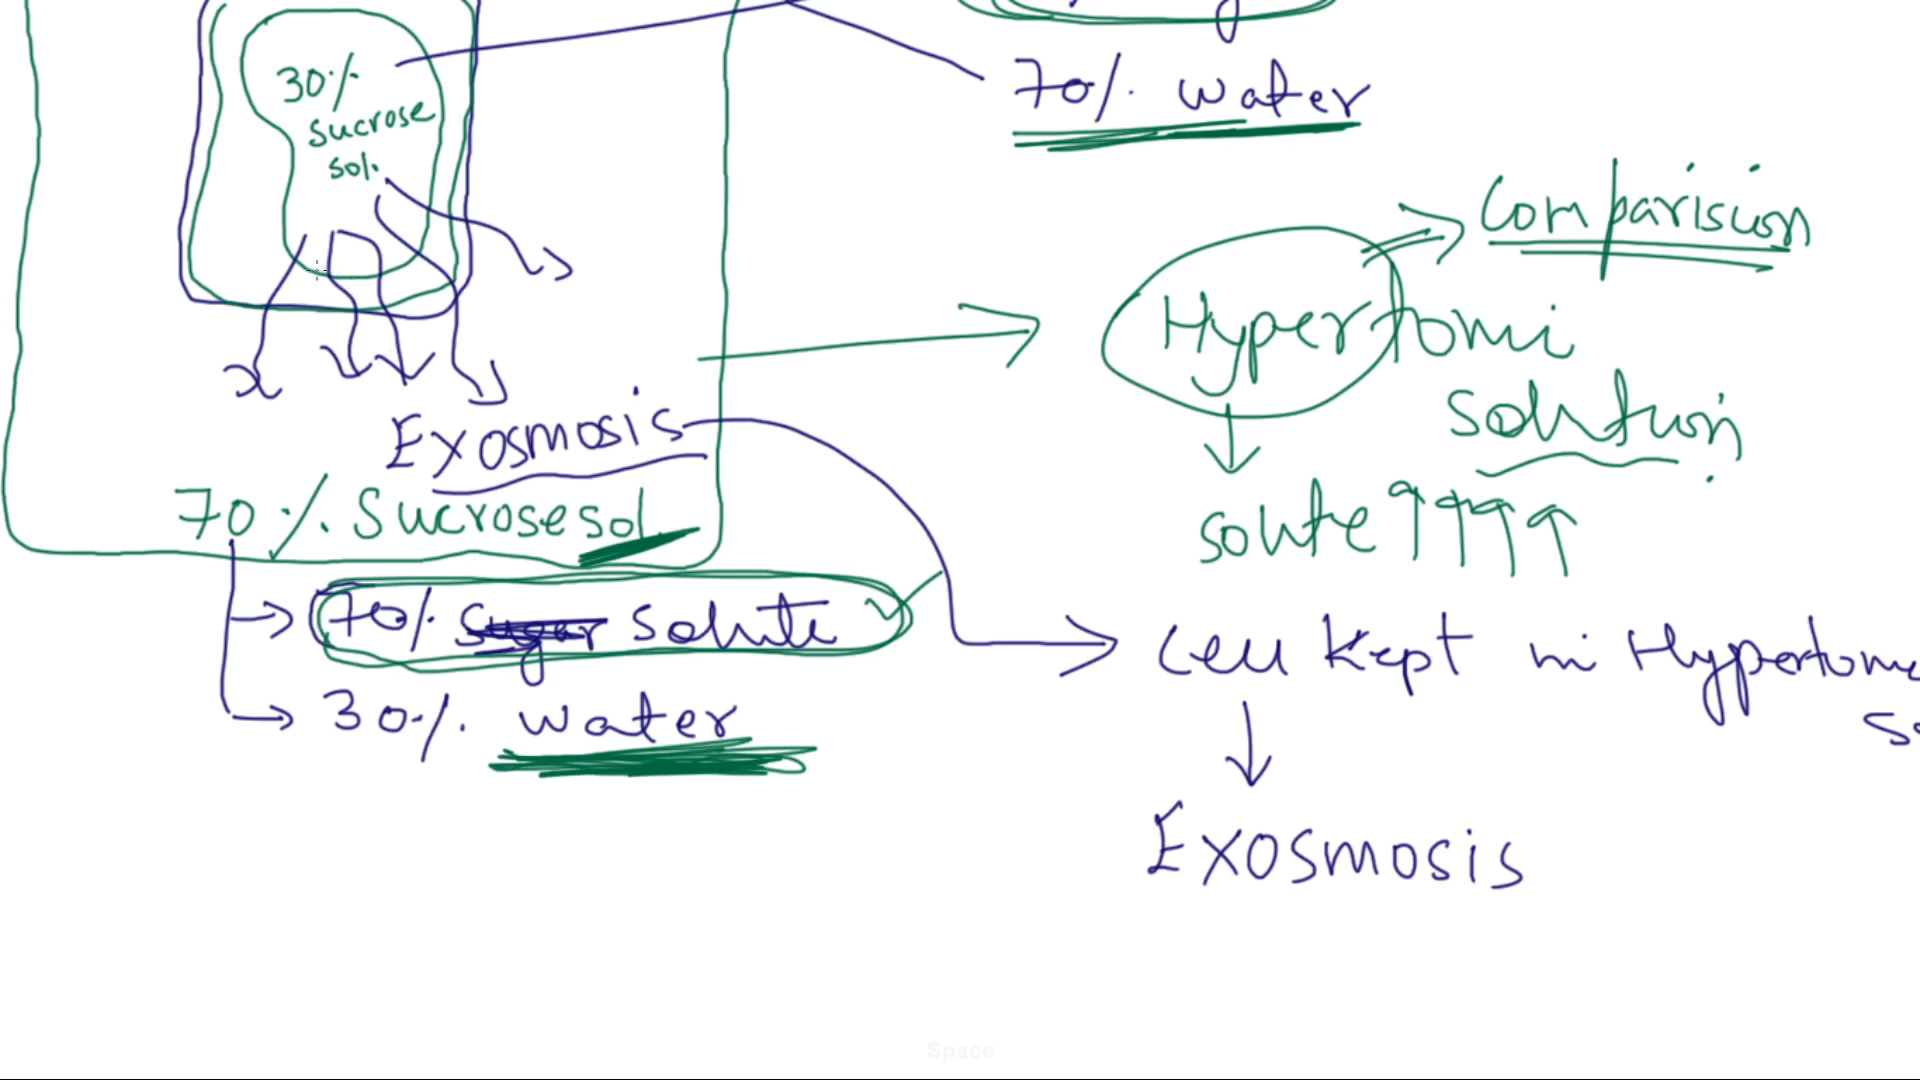 30%
sucrose
sol.
70% water
Comparision
Hypertoni
solution
solute ↑↑↑↑
Exosmosis
70% Sucrose sol
→ 70% solute
→ 30% water
Cell kept in Hypertoni
Exosmosis
Space